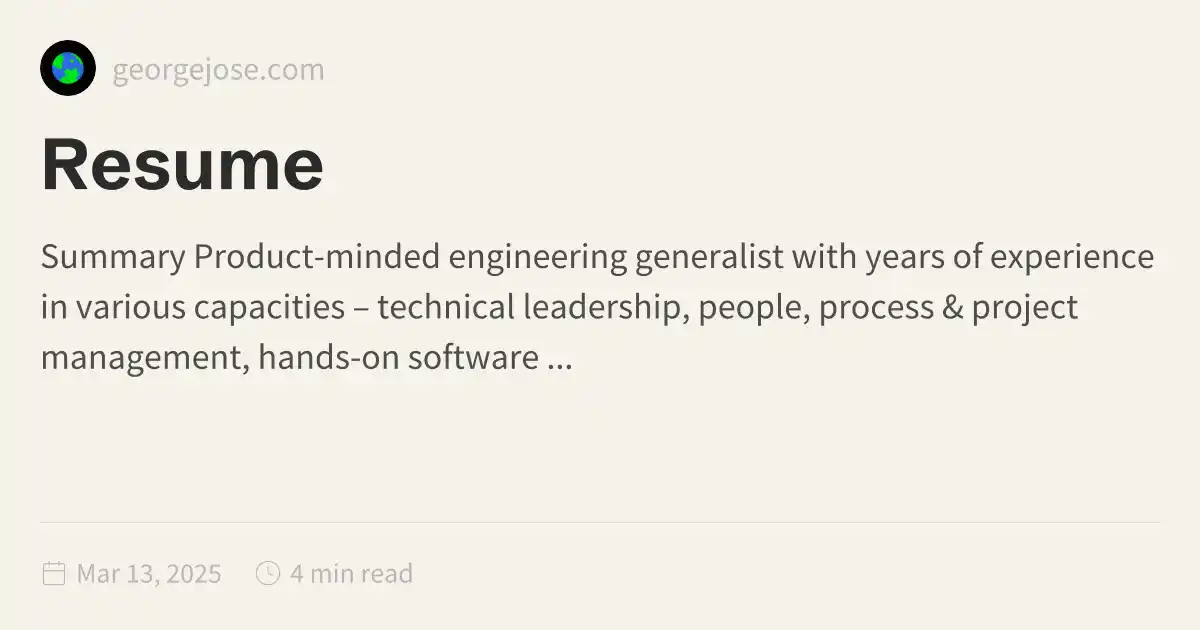 georgejose.com
Resume
Summary Product-minded engineering generalist with years of experience
in various capacities – technical leadership, people, process & project
management, hands-on software ...
Mar 13, 2025 4 min read